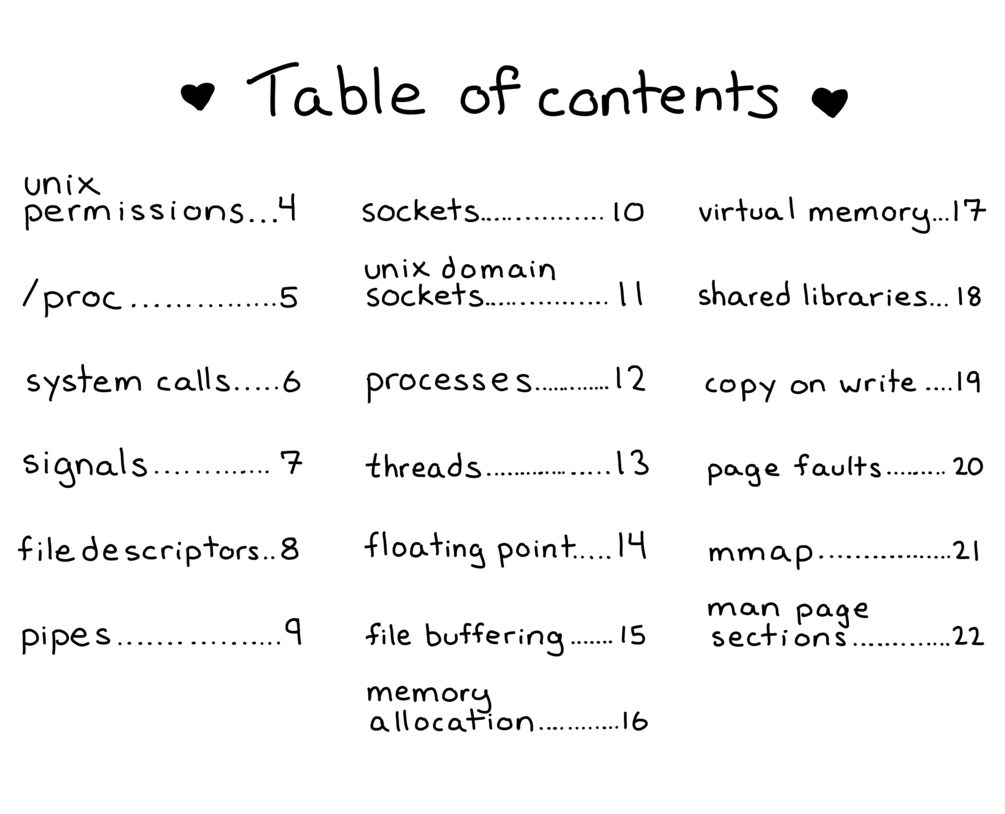 ♥ Table of contents ♥
unix
permissions...4
/proc...............5
system calls.....6
signals............. 7
file descriptors..8
pipes.................9
sockets................. 10
unix domain
sockets................. 11
processes............12
threads.................13
floating point.....14
file buffering.......15
memory
allocation............16
virtual memory...17
shared libraries...18
copy on write ....19
page faults......... 20
mmap.................21
man page
sections.............22